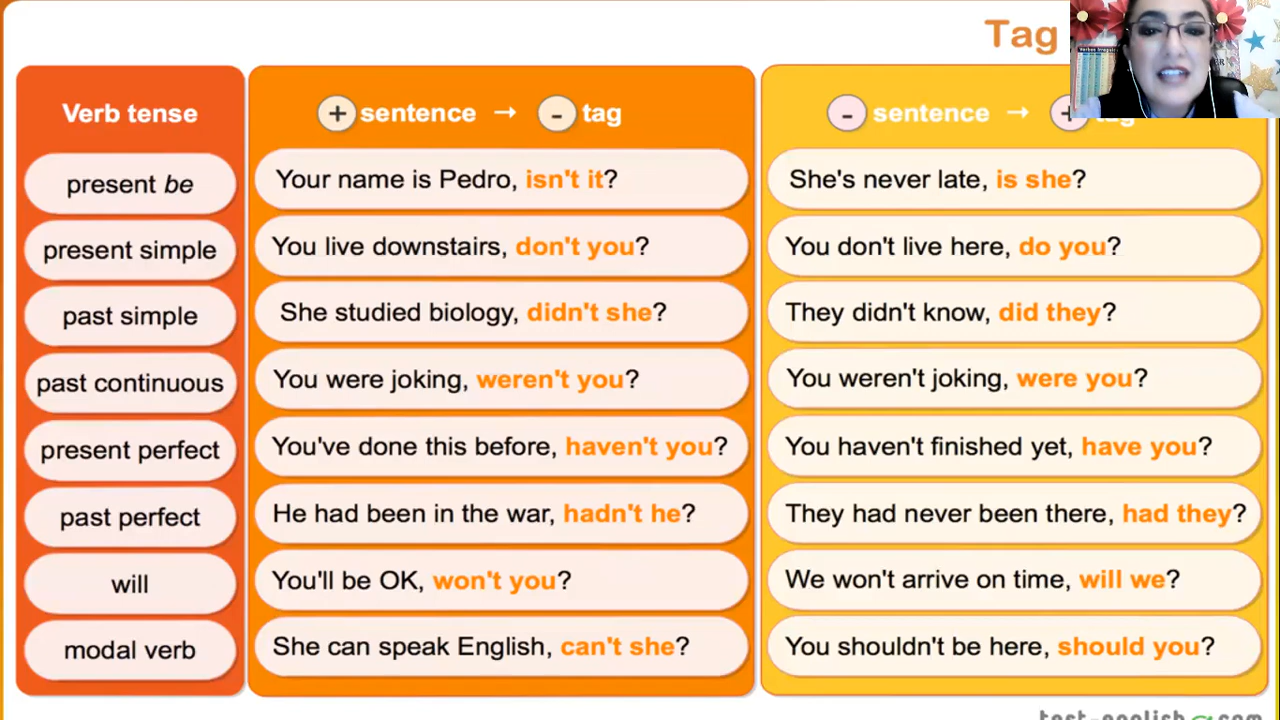 Tag
Verb tense
+ sentence → - tag
- sentence → + tag
present be
Your name is Pedro, isn't it?
She's never late, is she?
present simple
You live downstairs, don't you?
You don't live here, do you?
past simple
She studied biology, didn't she?
They didn't know, did they?
past continuous
You were joking, weren't you?
You weren't joking, were you?
present perfect
You've done this before, haven't you?
You haven't finished yet, have you?
past perfect
He had been in the war, hadn't he?
They had never been there, had they?
will
You'll be OK, won't you?
We won't arrive on time, will we?
modal verb
She can speak English, can't she?
You shouldn't be here, should you?
test-english.com